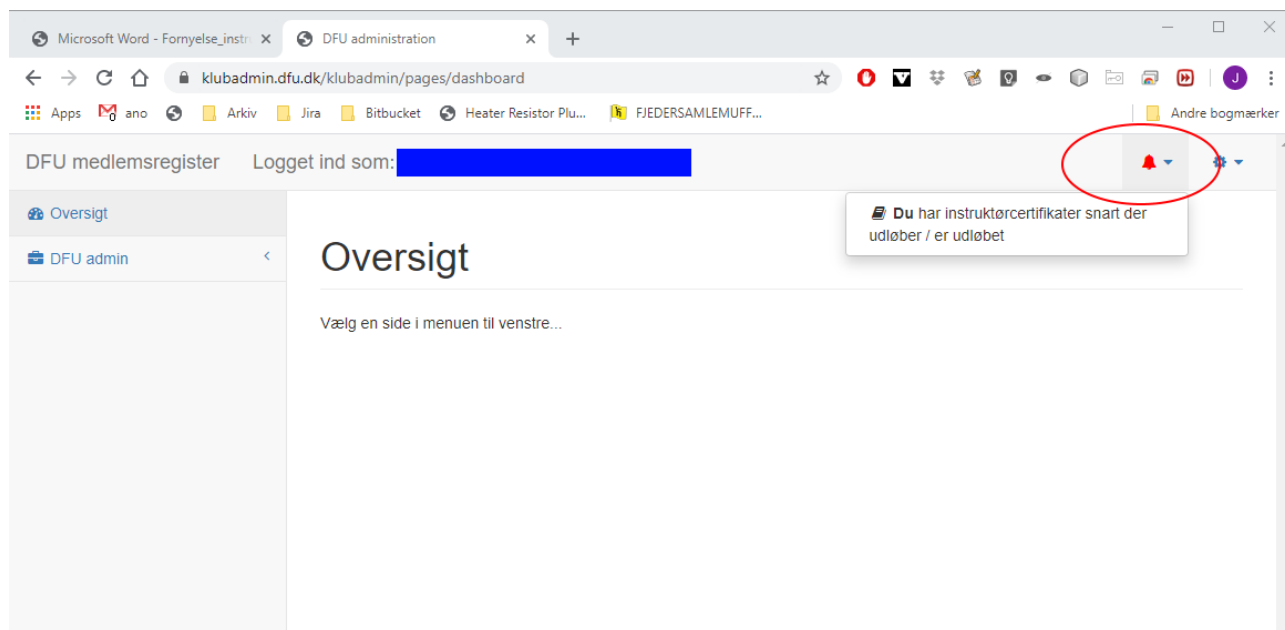 Microsoft Word - Fornyelse_instr
DFU administration
klubadmin.dfu.dk/klubadmin/pages/dashboard
J
Apps
ano
Arkiv
Jira
Bitbucket
Heater Resistor Plu...
FJEDERSAMLEMUFF...
Andre bogmærker
DFU medlemsregister
Logget ind som:
Oversigt
DFU admin
Du har instruktørcertifikater snart der
udløber / er udløbet
Oversigt
Vælg en side i menuen til venstre...